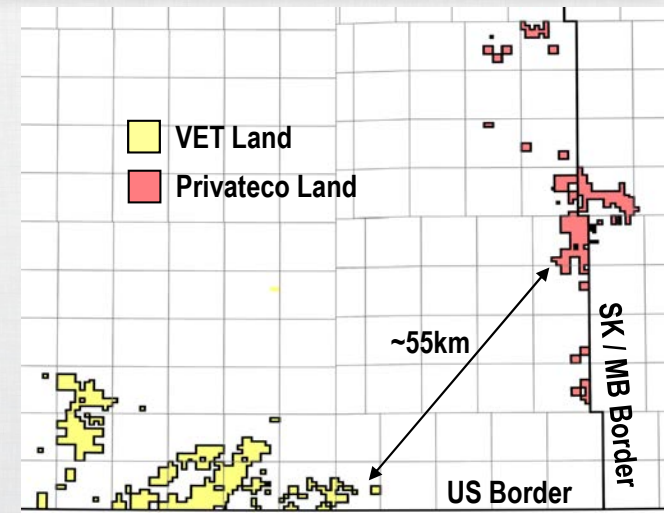 VET Land
Privateco Land
~55km
SK / MB Border
US Border